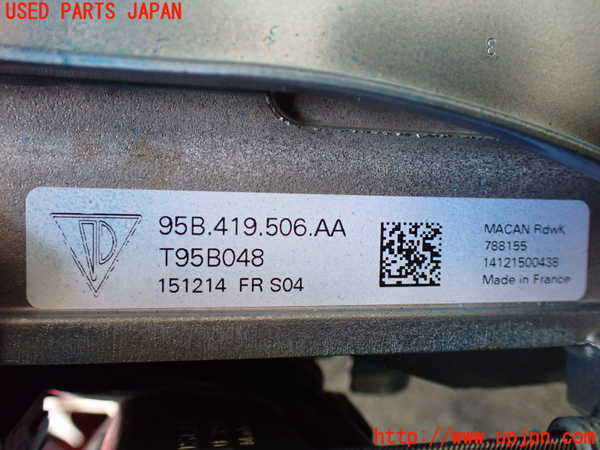 USED PARTS JAPAN
8
95B.419.506.AA
T95B048
151214 FR S04
MACAN RdwK
788155
14121500438
Made in France
http://www.upjpn.com